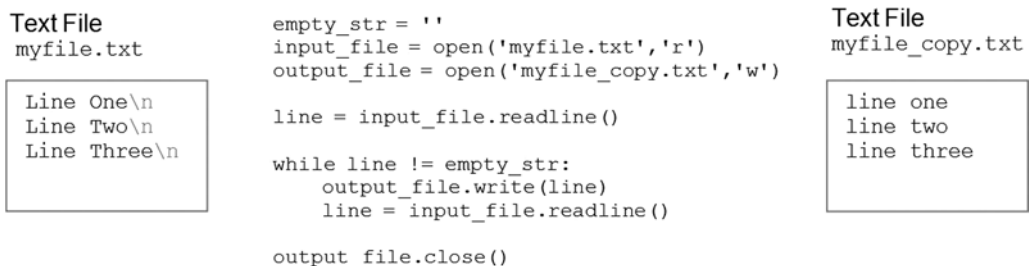 Text File
myfile.txt
Line One\n
Line Two\n
Line Three\n
empty_str = ''
input_file = open('myfile.txt','r')
output_file = open('myfile_copy.txt','w')
line = input_file.readline()
while line != empty_str:
    output_file.write(line)
    line = input_file.readline()
output_file.close()
Text File
myfile_copy.txt
line one
line two
line three